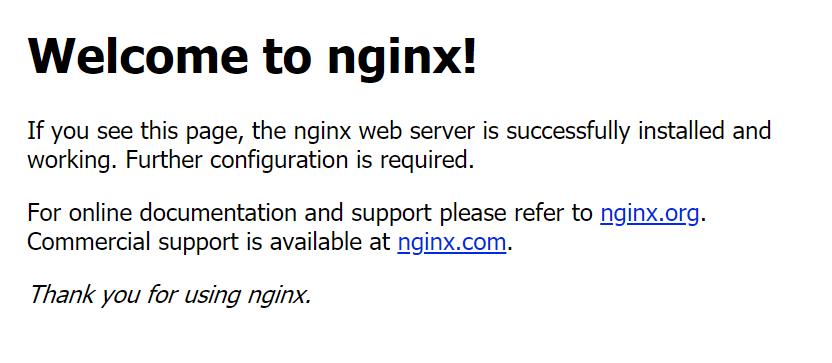 Welcome to nginx!
If you see this page, the nginx web server is successfully installed and
working. Further configuration is required.
For online documentation and support please refer to nginx.org.
Commercial support is available at nginx.com.
Thank you for using nginx.